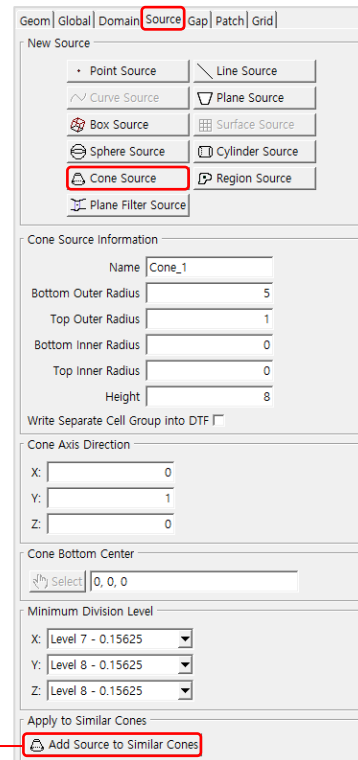 Geom Global Domain Source Gap Patch Grid
New Source
Point Source Line Source
Curve Source Plane Source
Box Source Surface Source
Sphere Source Cylinder Source
Cone Source Region Source
Plane Filter Source
Cone Source Information
Name Cone_1
Bottom Outer Radius 5
Top Outer Radius 1
Bottom Inner Radius 0
Top Inner Radius 0
Height 8
Write Separate Cell Group into DTF
Cone Axis Direction
X: 0
Y: 1
Z: 0
Cone Bottom Center
Select 0, 0, 0
Minimum Division Level
X: Level 7 - 0.15625
Y: Level 8 - 0.15625
Z: Level 8 - 0.15625
Apply to Similar Cones
Add Source to Similar Cones